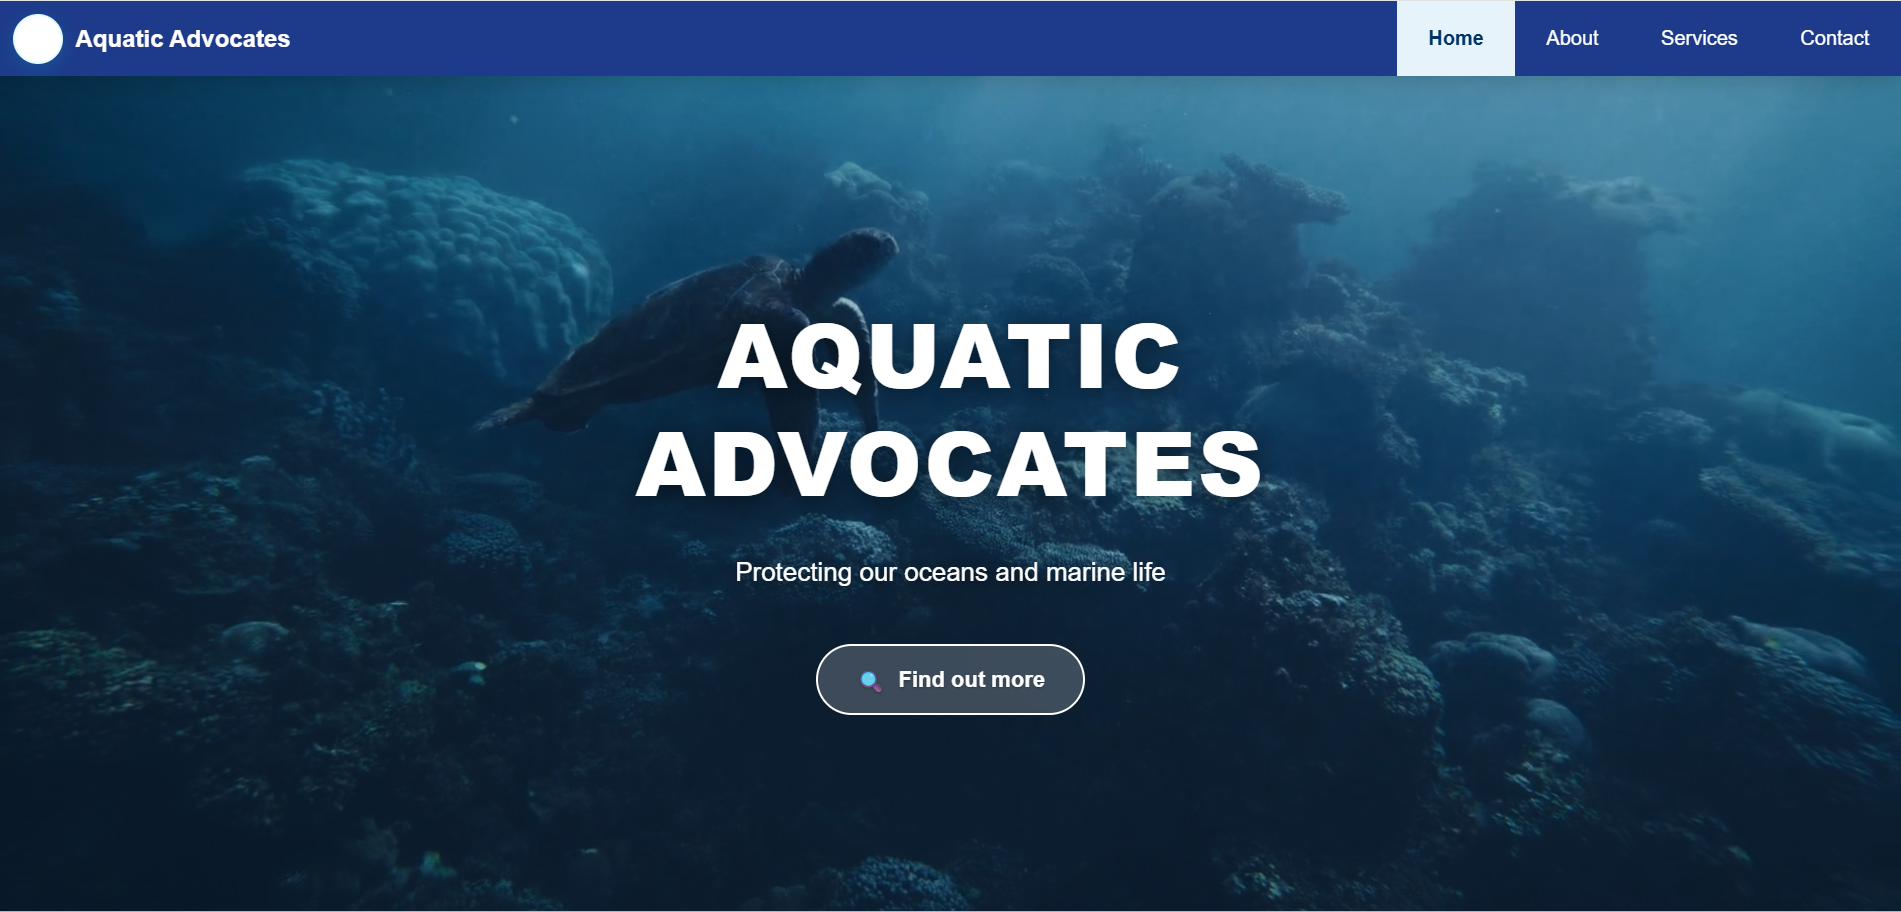 Aquatic Advocates
Home
About
Services
Contact
AQUATIC
ADVOCATES
Protecting our oceans and marine life
Find out more